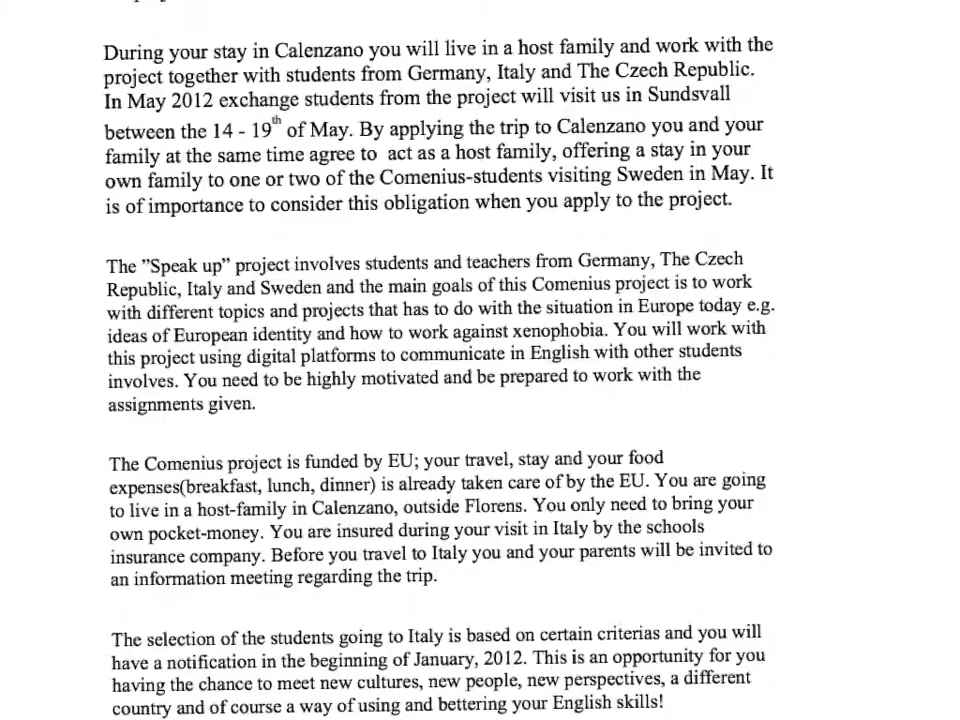 During your stay in Calenzano you will live in a host family and work with the
project together with students from Germany, Italy and The Czech Republic.
In May 2012 exchange students from the project will visit us in Sundsvall
between the 14 - 19th of May. By applying the trip to Calenzano you and your
family at the same time agree to act as a host family, offering a stay in your
own family to one or two of the Comenius-students visiting Sweden in May. It
is of importance to consider this obligation when you apply to the project.
The ”Speak up” project involves students and teachers from Germany, The Czech
Republic, Italy and Sweden and the main goals of this Comenius project is to work
with different topics and projects that has to do with the situation in Europe today e.g.
ideas of European identity and how to work against xenophobia. You will work with
this project using digital platforms to communicate in English with other students
involves. You need to be highly motivated and be prepared to work with the
assignments given.
The Comenius project is funded by EU; your travel, stay and your food
expenses(breakfast, lunch, dinner) is already taken care of by the EU. You are going
to live in a host-family in Calenzano, outside Florens. You only need to bring your
own pocket-money. You are insured during your visit in Italy by the schools
insurance company. Before you travel to Italy you and your parents will be invited to
an information meeting regarding the trip.
The selection of the students going to Italy is based on certain criterias and you will
have a notification in the beginning of January, 2012. This is an opportunity for you
having the chance to meet new cultures, new people, new perspectives, a different
country and of course a way of using and bettering your English skills!